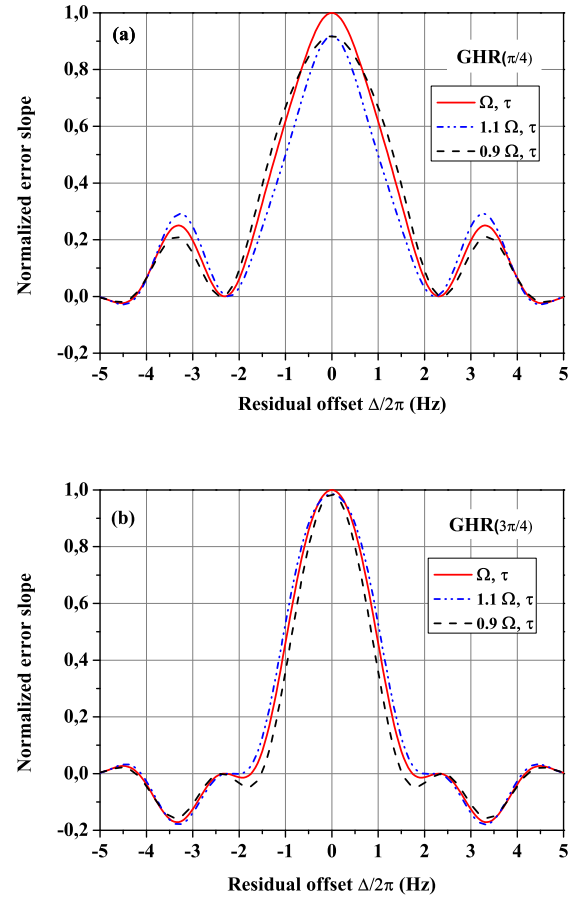 (a)
GHR(π/4)
Ω, τ
1.1 Ω, τ
0.9 Ω, τ
Normalized error slope
1,0
0,8
0,6
0,4
0,2
0,0
-0,2
-5 -4 -3 -2 -1 0 1 2 3 4 5
Residual offset Δ/2π (Hz)
(b)
GHR(3π/4)
Ω, τ
1.1 Ω, τ
0.9 Ω, τ
Normalized error slope
1,0
0,8
0,6
0,4
0,2
0,0
-0,2
-5 -4 -3 -2 -1 0 1 2 3 4 5
Residual offset Δ/2π (Hz)